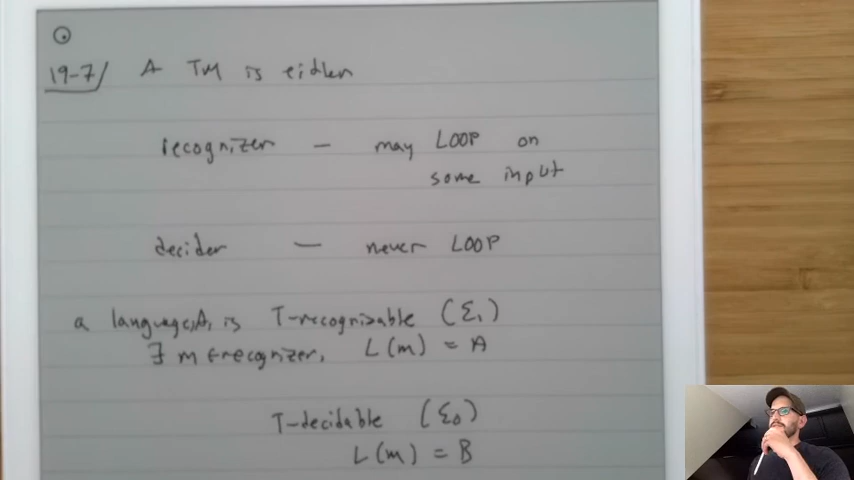 19-7/ A TM is either
recognizer — may LOOP on
some input
decider — never LOOP
a language, A, is T-recognizable (Σ₁)
∃ m ∈ recognizer, L(m) = A
T-decidable (Σ₀)
L(m) = B